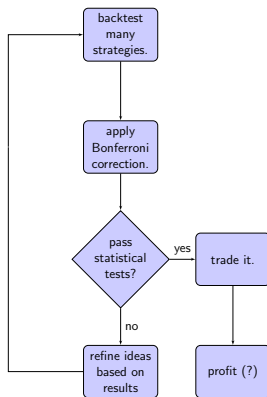 backtest
many
strategies.
apply
Bonferroni
correction.
pass
statistical
tests?
yes
trade it.
no
refine ideas
based on
results
profit (?)